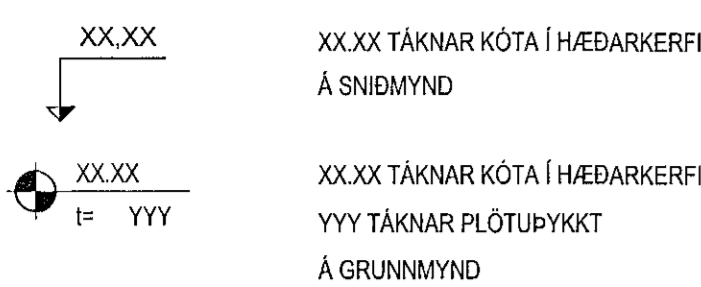 XX,XX
XX.XX TÁKNAR KÓTA Í HÆÐARKERFI
Á SNIÐMYND
XX.XX
t= YYY
XX.XX TÁKNAR KÓTA Í HÆÐARKERFI
YYY TÁKNAR PLÖTUÞYKKT
Á GRUNNMYND